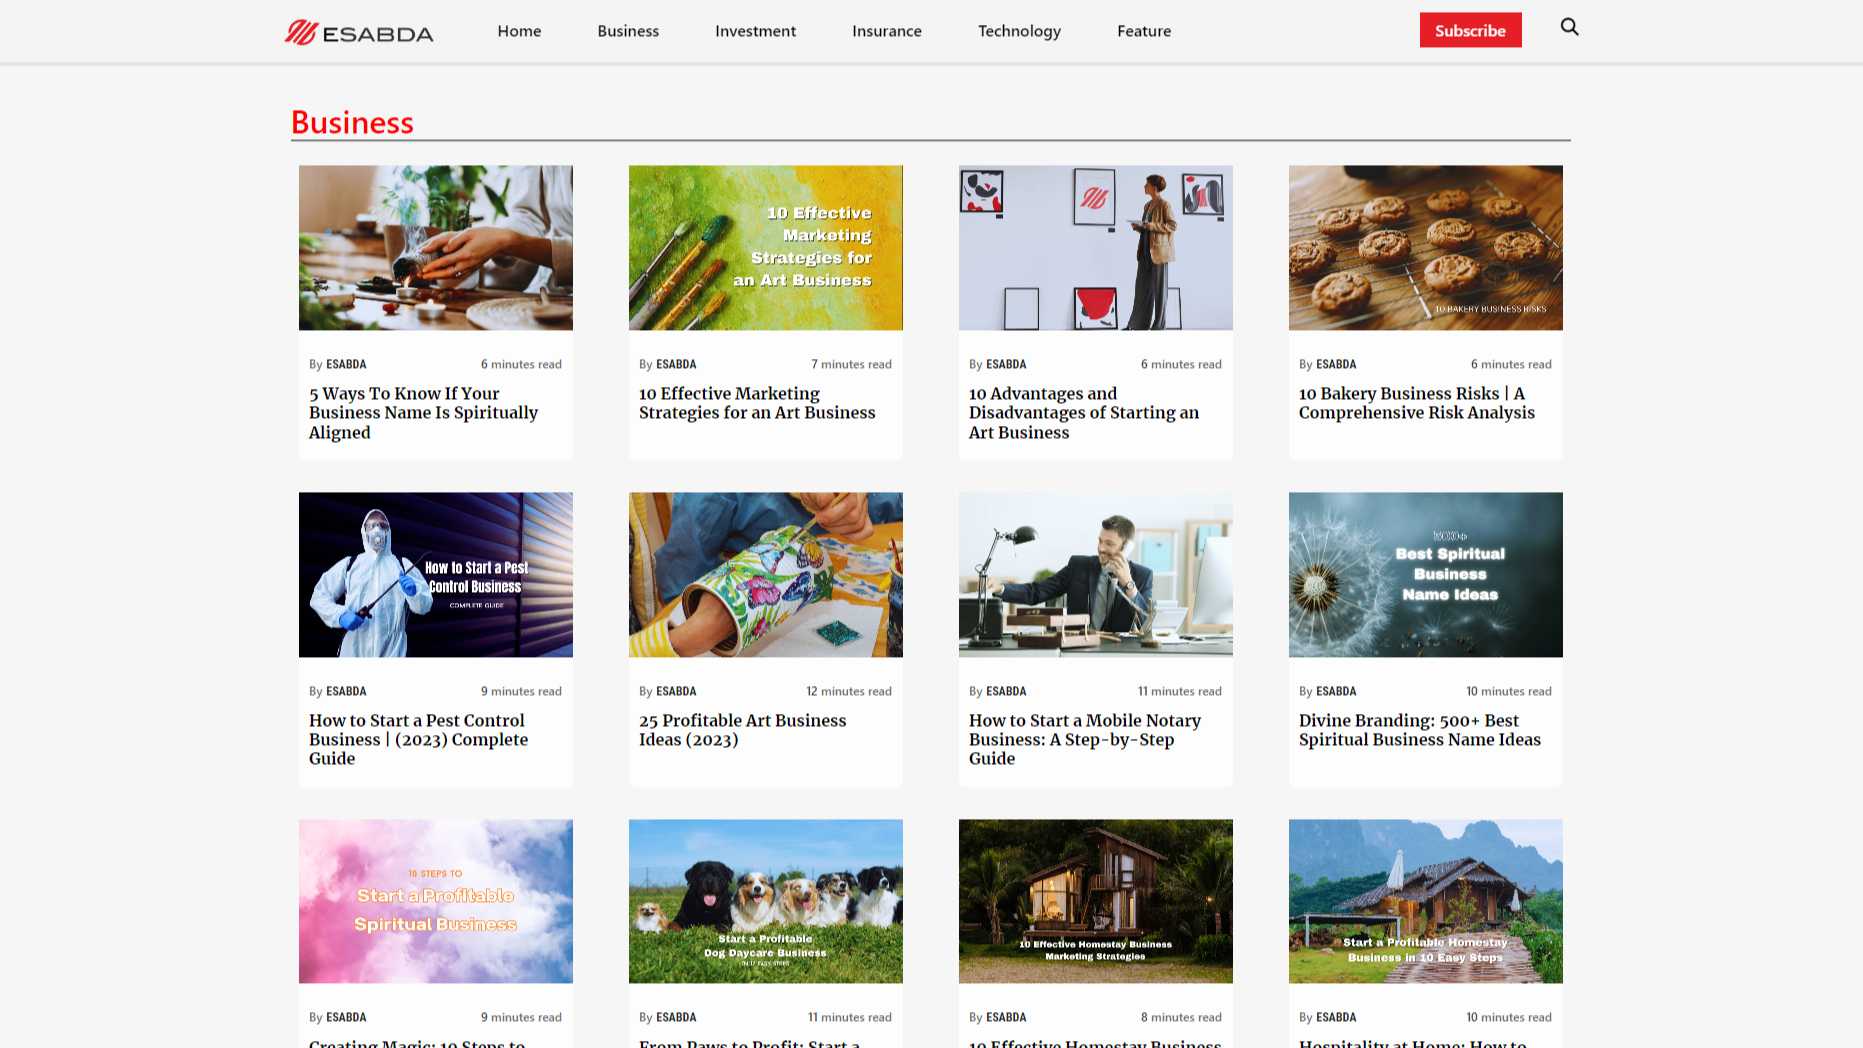 ESABDA
Home
Business
Investment
Insurance
Technology
Feature
Subscribe
Business
10 Effective
Marketing
Strategies for
an Art Business
10 BAKERY BUSINESS RISKS
By ESABDA
6 minutes read
5 Ways To Know If Your
Business Name Is Spiritually
Aligned
By ESABDA
7 minutes read
10 Effective Marketing
Strategies for an Art Business
By ESABDA
6 minutes read
10 Advantages and
Disadvantages of Starting an
Art Business
By ESABDA
6 minutes read
10 Bakery Business Risks | A
Comprehensive Risk Analysis
How to Start a Pest
Control Business
COMPLETE GUIDE
500+
Best Spiritual
Business
Name Ideas
By ESABDA
9 minutes read
How to Start a Pest Control
Business | (2023) Complete
Guide
By ESABDA
12 minutes read
25 Profitable Art Business
Ideas (2023)
By ESABDA
11 minutes read
How to Start a Mobile Notary
Business: A Step-by-Step
Guide
By ESABDA
10 minutes read
Divine Branding: 500+ Best
Spiritual Business Name Ideas
10 STEPS TO
Start a Profitable
Spiritual Business
Start a Profitable
Dog Daycare Business
IN 12 EASY STEPS
10 Effective Homestay Business
Marketing Strategies
Start a Profitable Homestay
Business in 10 Easy Steps
By ESABDA
9 minutes read
Creating Magic: 10 Steps to
By ESABDA
11 minutes read
From Paws to Profit: Start a
By ESABDA
8 minutes read
10 Effective Homestay Business
By ESABDA
10 minutes read
Hospitality at Home: How to